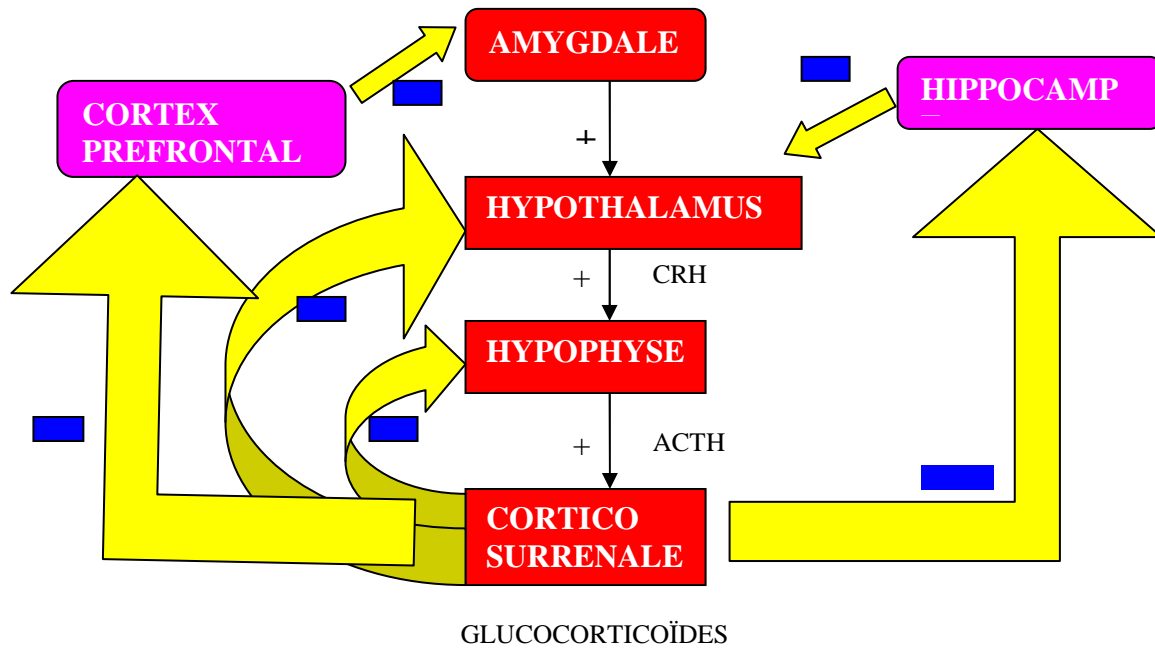 AMYGDALE
CORTEX
PREFRONTAL
HIPPOCAMP
+
HYPOTHALAMUS
+ CRH
HYPOPHYSE
+ ACTH
CORTICO
SURRENALE
GLUCOCORTICOÏDES